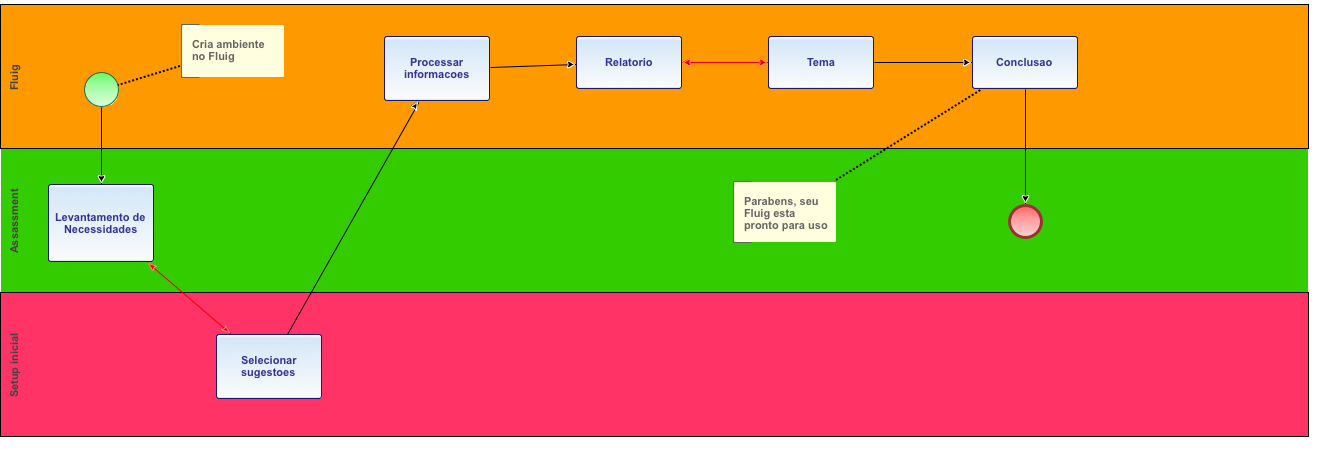 Fluig
Cria ambiente
no Fluig
Processar
informacoes
Relatorio
Tema
Conclusao
Assassment
Levantamento de
Necessidades
Parabens, seu
Fluig esta
pronto para uso
Setup inicial
Selecionar
sugestoes